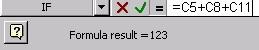 IF = =C5+C8+C11
Formula result =123